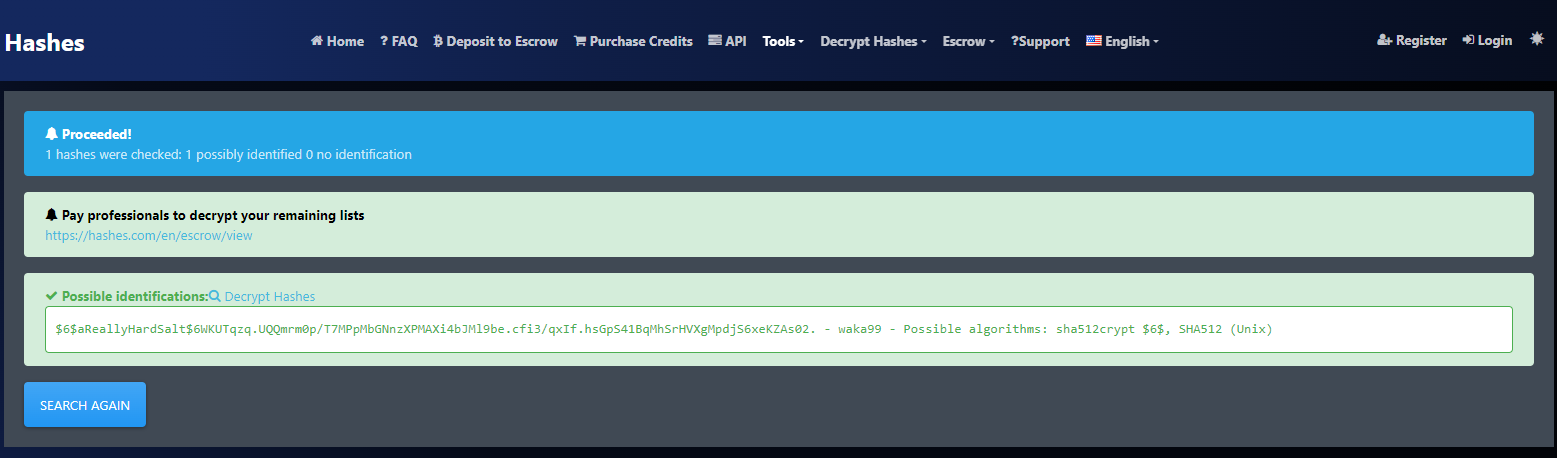 Hashes
Home ? FAQ Deposit to Escrow Purchase Credits API Tools Decrypt Hashes Escrow ?Support English Register Login
Proceeded!
1 hashes were checked: 1 possibly identified 0 no identification
Pay professionals to decrypt your remaining lists
https://hashes.com/en/escrow/view
Possible identifications: Decrypt Hashes
$6$aReallyHardSalt$6WKUTqzq.UQQmrm0p/T7MPpMbGNnzXPMAXi4bJMl9be.cfi3/qxIf.hsGpS41BqMhSrHVXgMpdjS6xeKZAs02. - waka99 - Possible algorithms: sha512crypt $6$, SHA512 (Unix)
SEARCH AGAIN